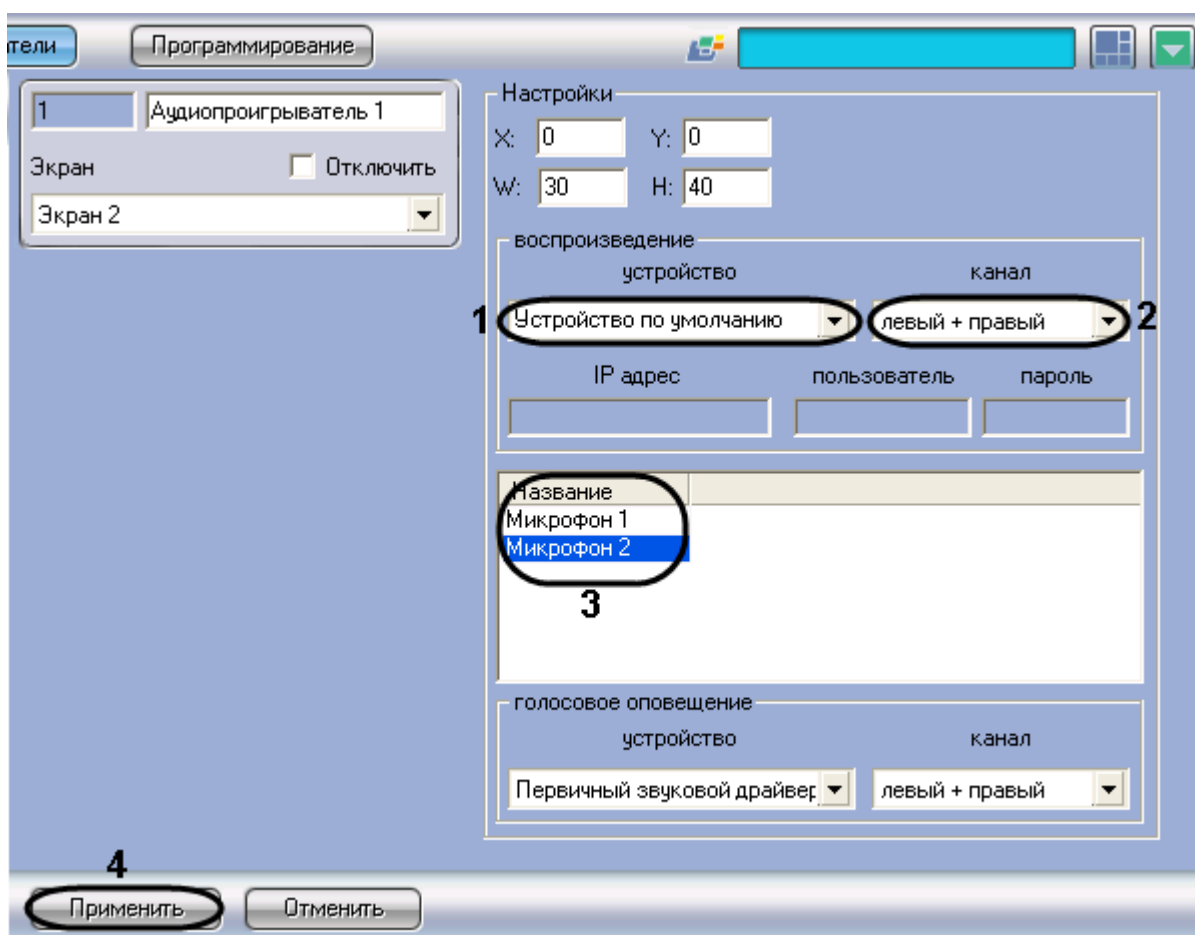 атели Программирование
1 Аудиопроигрыватель 1
Экран Отключить
Экран 2
Настройки
X: 0 Y: 0
W: 30 H: 40
воспроизведение
устройство канал
1 Устройство по умолчанию левый + правый 2
IP адрес пользователь пароль
Название
Микрофон 1
Микрофон 2
3
голосовое оповещение
устройство канал
Первичный звуковой драйвер левый + правый
4
Применить Отменить